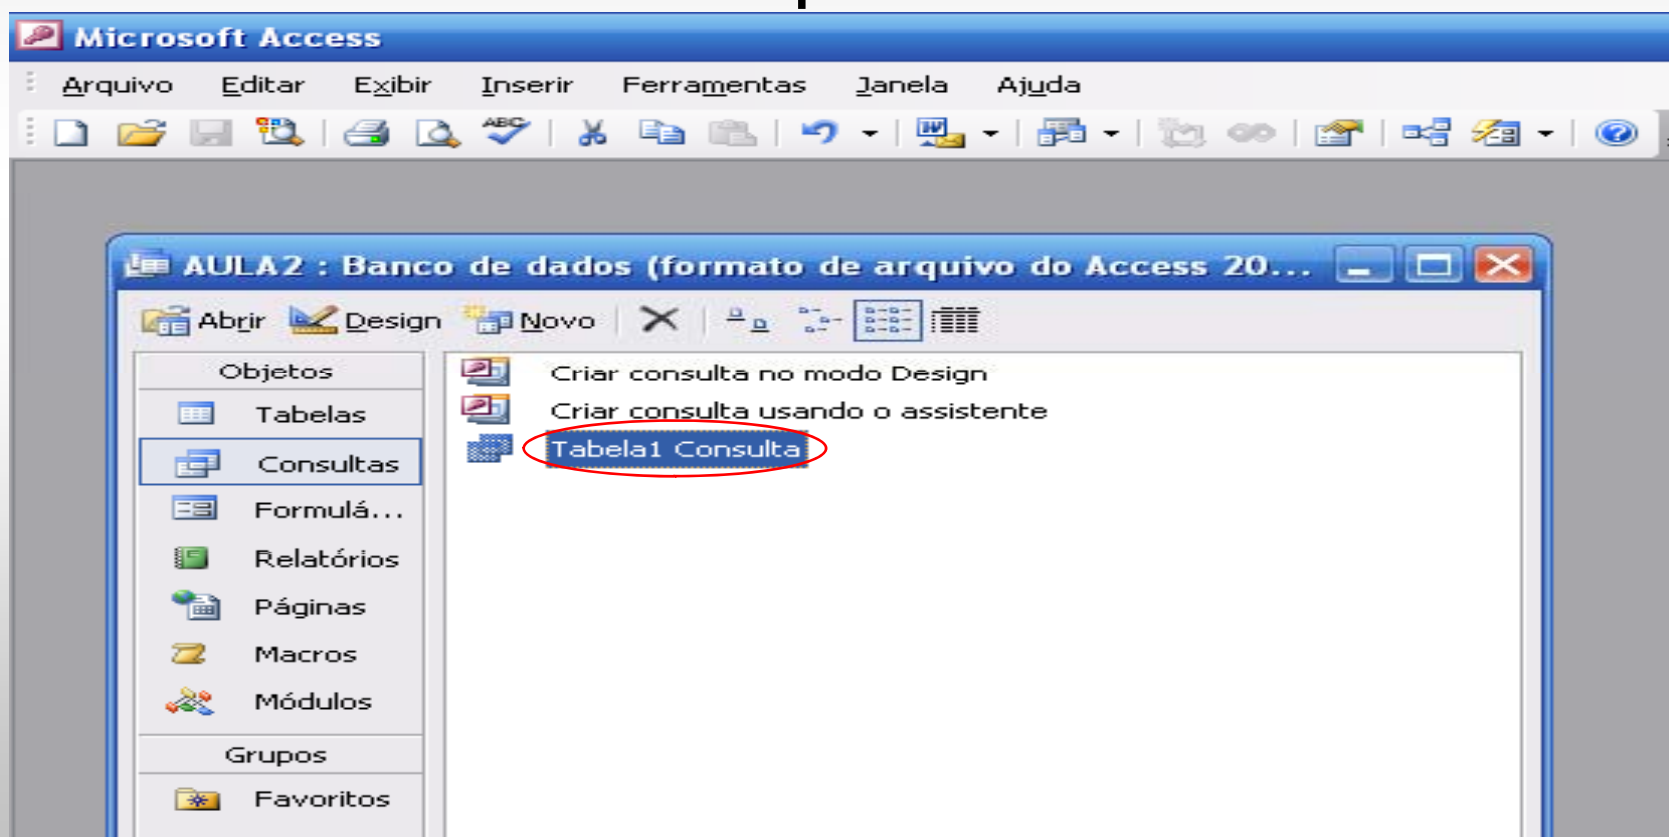 Microsoft Access
Arquivo Editar Exibir Inserir Ferramentas Janela Ajuda
ABC
AULA2 : Banco de dados (formato de arquivo do Access 20...
Abrir Design Novo
Objetos
Tabelas
Consultas
Formulá...
Relatórios
Páginas
Macros
Módulos
Grupos
Favoritos
Criar consulta no modo Design
Criar consulta usando o assistente
Tabela1 Consulta